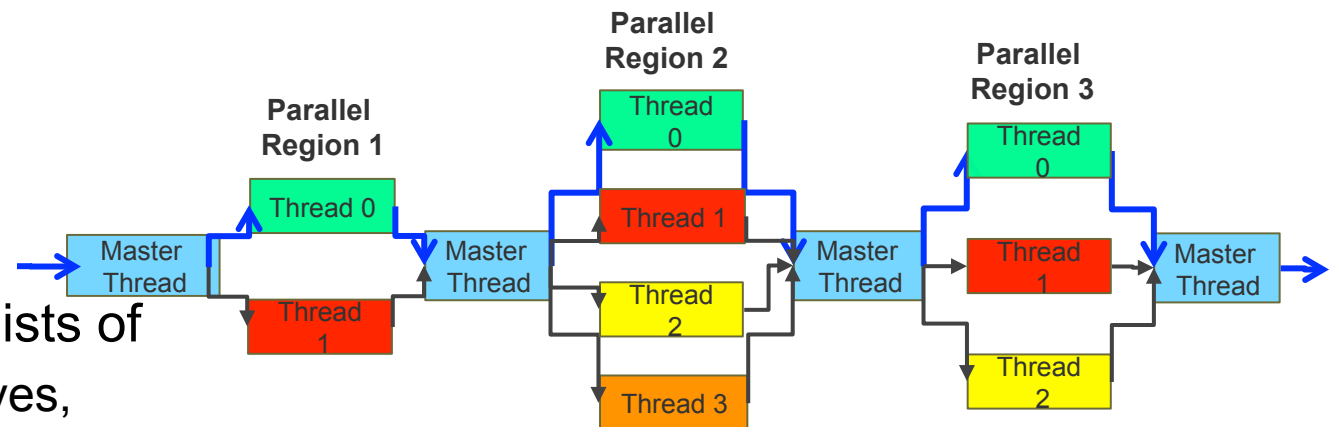 Parallel
Region 1
Parallel
Region 2
Parallel
Region 3
Master
Thread
Thread 0
Thread
1
Master
Thread
Thread
0
Thread 1
Thread
2
Thread 3
Master
Thread
Thread
0
Thread
1
Thread
2
Master
Thread
ists of
ves,